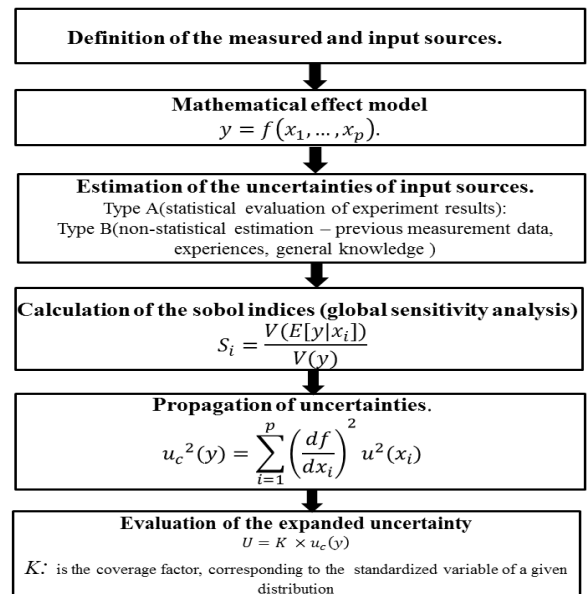 Definition of the measured and input sources.
Mathematical effect model
y = f(x₁, … , xₚ).
Estimation of the uncertainties of input sources.
Type A(statistical evaluation of experiment results):
Type B(non-statistical estimation – previous measurement data,
experiences, general knowledge )
Calculation of the sobol indices (global sensitivity analysis)
Sᵢ = V(E[y|xᵢ]) / V(y)
Propagation of uncertainties.
u_c²(y) = ∑_{i=1}^{p} (df/dxᵢ)² u²(xᵢ)
Evaluation of the expanded uncertainty
U = K × u_c(y)
K: is the coverage factor, corresponding to the standardized variable of a given
distribution